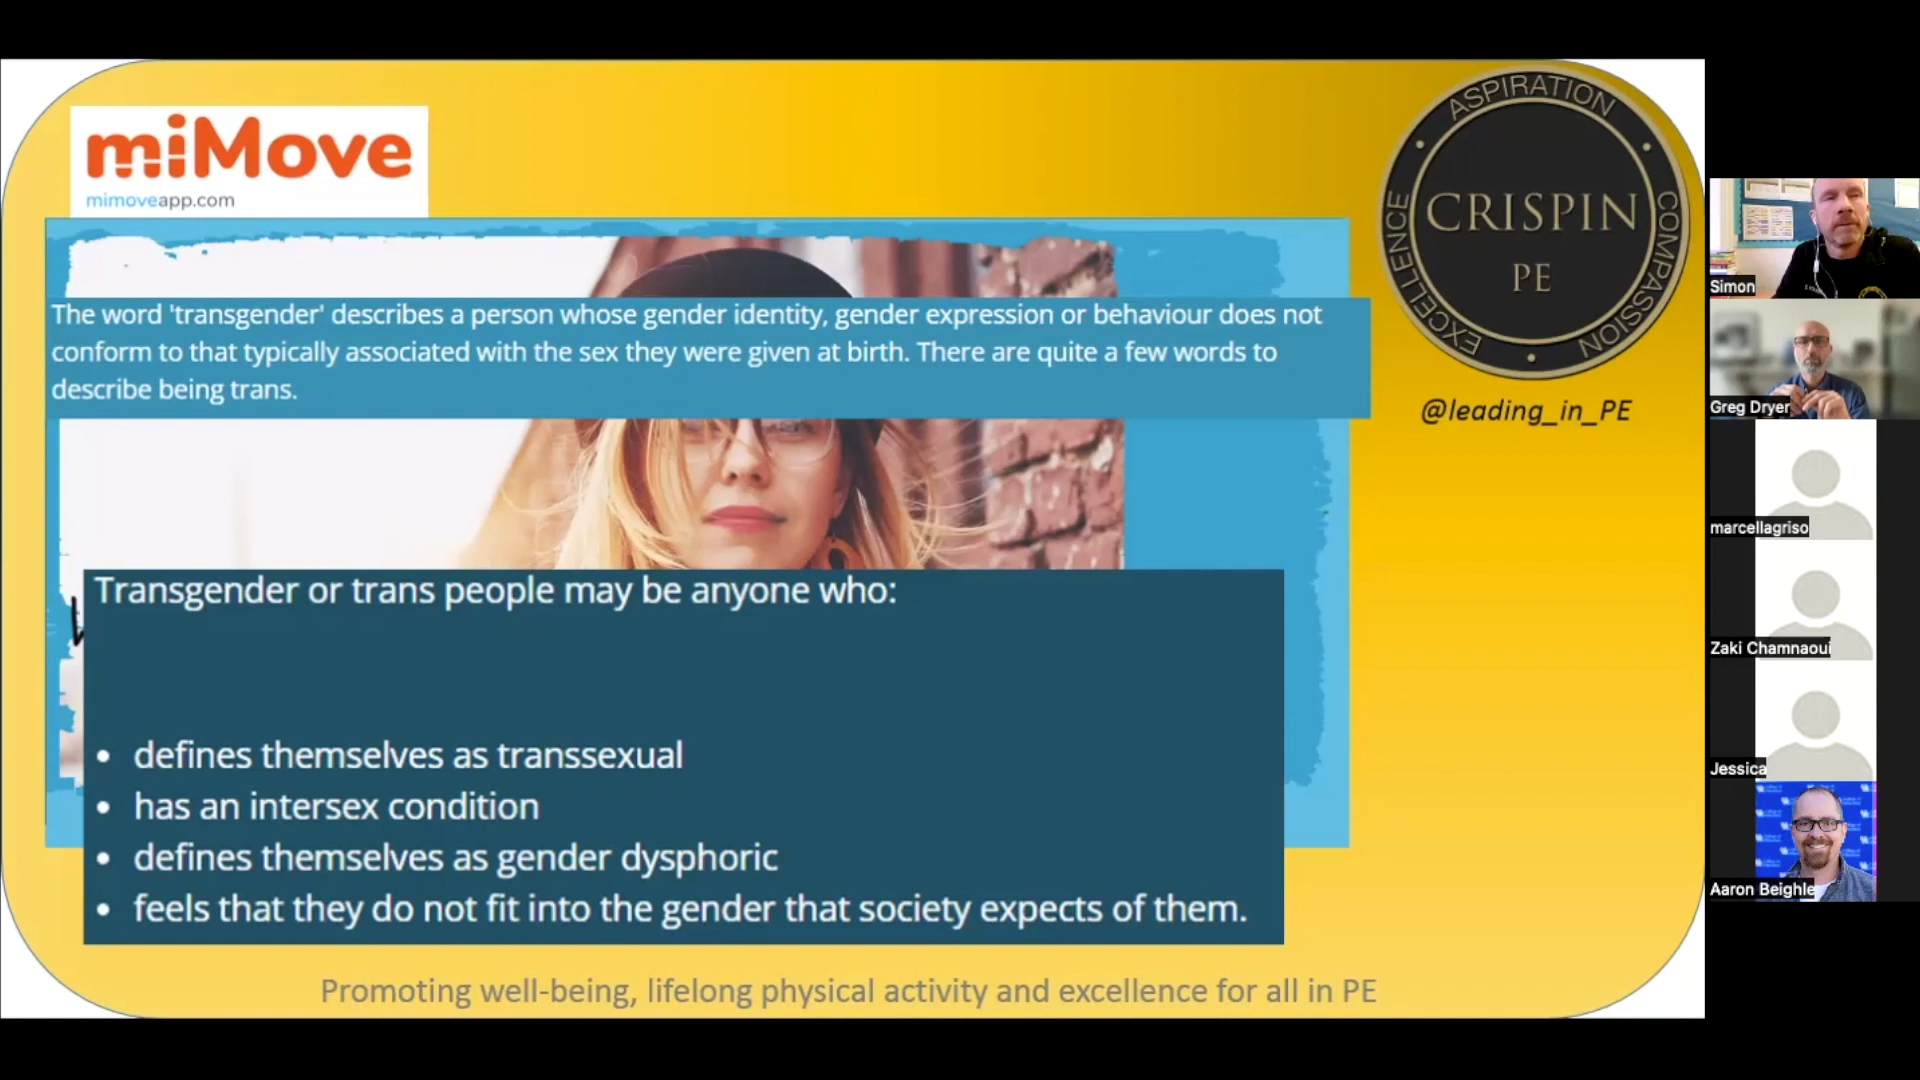 miMove
mimoveapp.com
ASPIRATION
COMPASSION
EXCELLENCE
CRISPIN
PE
@leading_in_PE
The word 'transgender' describes a person whose gender identity, gender expression or behaviour does not
conform to that typically associated with the sex they were given at birth. There are quite a few words to
describe being trans.
Transgender or trans people may be anyone who:
• defines themselves as transsexual
• has an intersex condition
• defines themselves as gender dysphoric
• feels that they do not fit into the gender that society expects of them.
Promoting well-being, lifelong physical activity and excellence for all in PE
Simon
Greg Dryer
marcellagriso
Zaki Chamnaoui
Jessica
Aaron Beighle